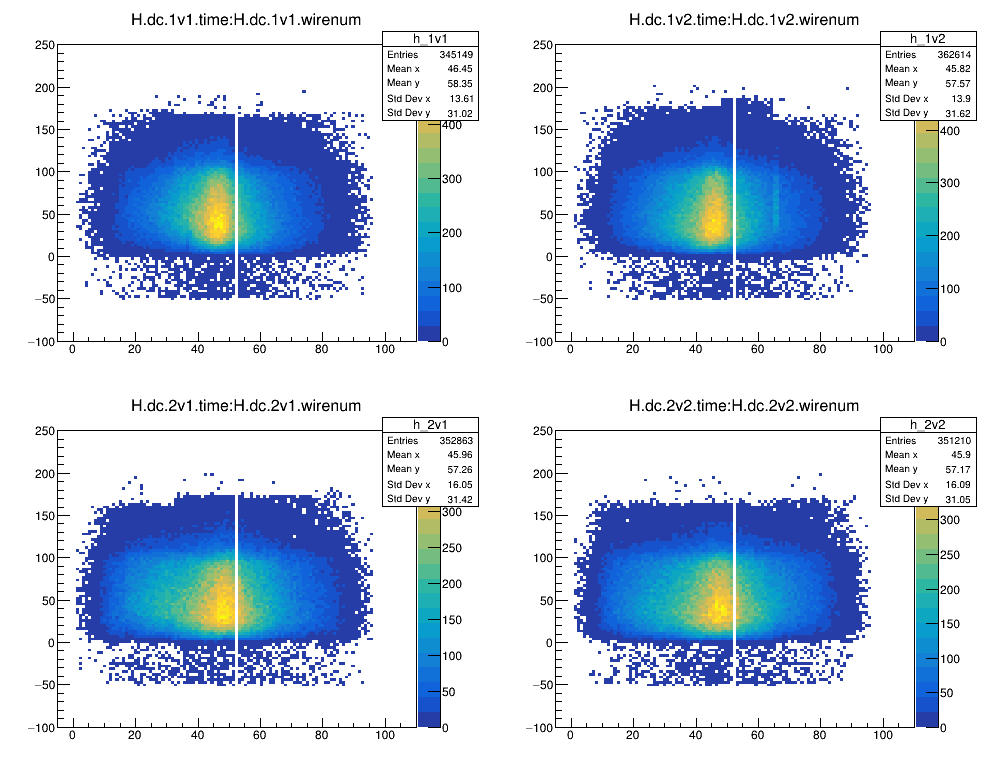 H.dc.1v1.time:H.dc.1v1.wirenum
h_1v1
Entries 345149
Mean x 46.45
Mean y 58.35
Std Dev x 13.61
Std Dev y 31.02
250
200
150
100
50
0
−50
−100
0 20 40 60 80 100
400
300
200
100
0
H.dc.1v2.time:H.dc.1v2.wirenum
h_1v2
Entries 362614
Mean x 45.82
Mean y 57.57
Std Dev x 13.9
Std Dev y 31.62
250
200
150
100
50
0
−50
−100
0 20 40 60 80 100
400
300
200
100
0
H.dc.2v1.time:H.dc.2v1.wirenum
h_2v1
Entries 352863
Mean x 45.96
Mean y 57.26
Std Dev x 16.05
Std Dev y 31.42
250
200
150
100
50
0
−50
−100
0 20 40 60 80 100
300
250
200
150
100
50
0
H.dc.2v2.time:H.dc.2v2.wirenum
h_2v2
Entries 351210
Mean x 45.9
Mean y 57.17
Std Dev x 16.09
Std Dev y 31.05
250
200
150
100
50
0
−50
−100
0 20 40 60 80 100
300
250
200
150
100
50
0